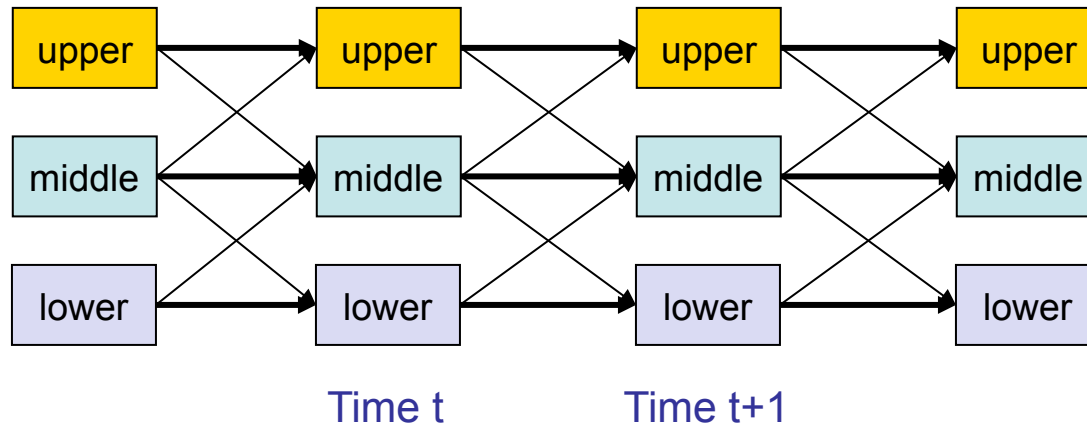 upper upper upper upper
middle middle middle middle
lower lower lower lower
Time t Time t+1